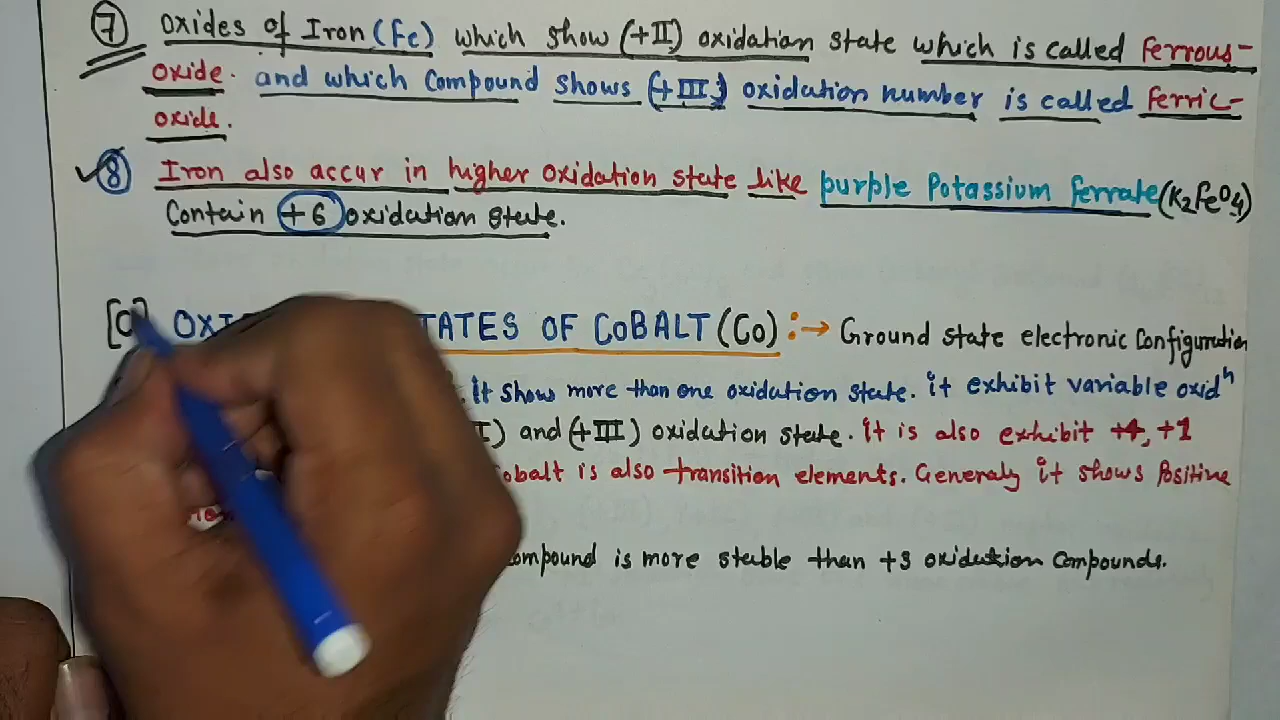 7 Oxides of Iron (Fe) which show (+II) oxidation state which is called Ferrous-
oxide. and which Compound shows (+III) oxidation number is called Ferric-
oxide.
8 Iron also occur in higher oxidation state like purple Potassium Ferrate (K2FeO4)
Contain +6 oxidation state.
TATES OF COBALT (Co) :→ Ground state electronic Configuration
It show more than one oxidation state. it exhibit variable oxidn
) and (+III) oxidation state. it is also exhibit +4, +1
obalt is also transition elements. Generaly it shows Positive
ompound is more stable than +3 oxidation Compounds.